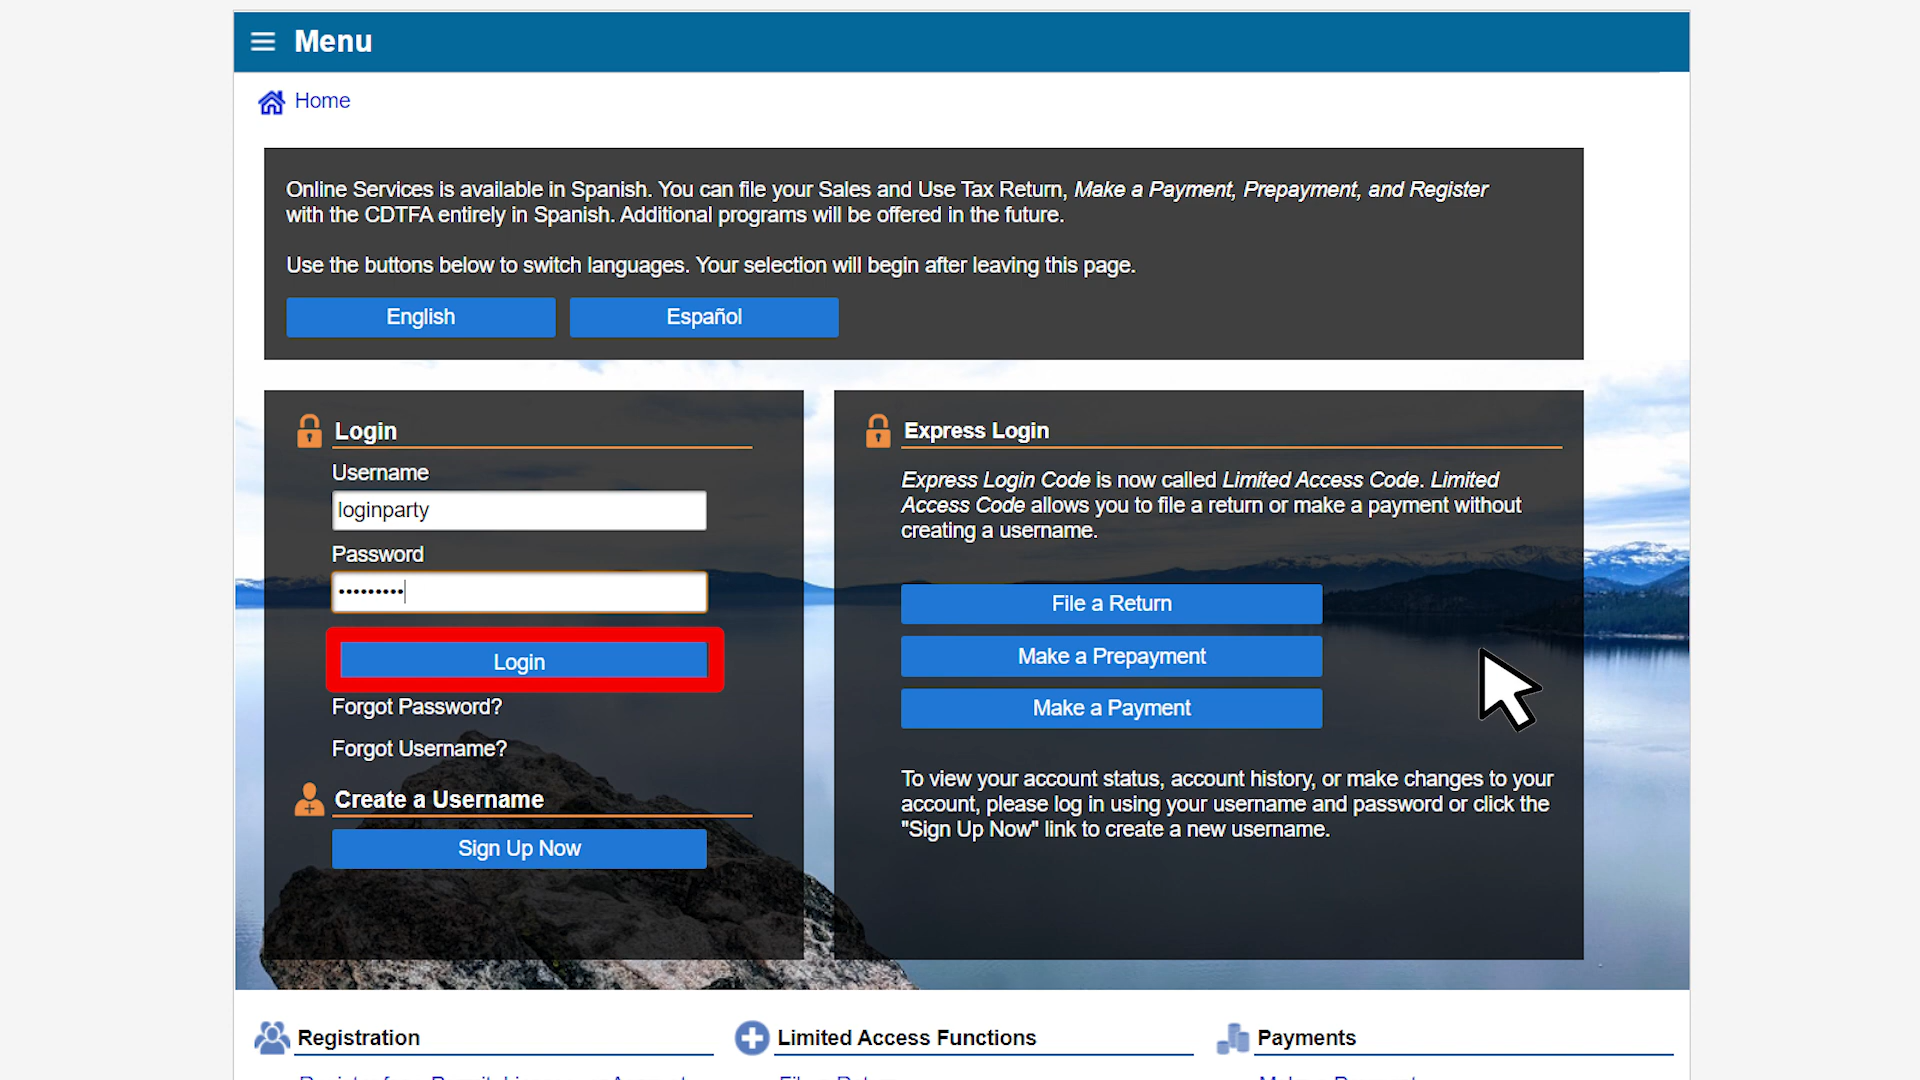 Menu
Home
Online Services is available in Spanish. You can file your Sales and Use Tax Return, Make a Payment, Prepayment, and Register
with the CDTFA entirely in Spanish. Additional programs will be offered in the future.
Use the buttons below to switch languages. Your selection will begin after leaving this page.
English
Español
Login
Username
loginparty
Password
•••••••••
Login
Forgot Password?
Forgot Username?
Create a Username
Sign Up Now
Express Login
Express Login Code is now called Limited Access Code. Limited
Access Code allows you to file a return or make a payment without
creating a username.
File a Return
Make a Prepayment
Make a Payment
To view your account status, account history, or make changes to your
account, please log in using your username and password or click the
"Sign Up Now" link to create a new username.
Registration
Limited Access Functions
Payments